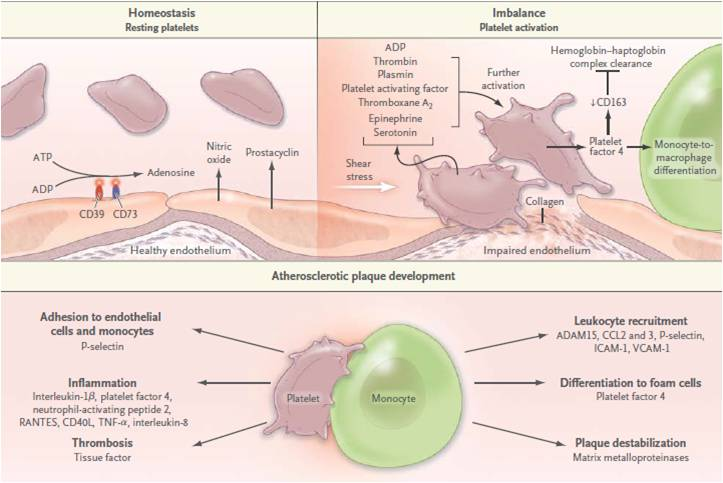 Homeostasis
Resting platelets
ATP
ADP
Adenosine
CD39
CD73
Nitric
oxide
Prostacyclin
Healthy endothelium
Imbalance
Platelet activation
ADP
Thrombin
Plasmin
Platelet activating factor
Thromboxane A₂
Epinephrine
Serotonin
Further
activation
Shear
stress
Hemoglobin–haptoglobin
complex clearance
↓CD163
Platelet
factor 4
Monocyte-to-
macrophage
differentiation
Collagen
Impaired endothelium
Atherosclerotic plaque development
Adhesion to endothelial
cells and monocytes
P-selectin
Inflammation
Interleukin-1β, platelet factor 4,
neutrophil-activating peptide 2,
RANTES, CD40L, TNF-α, interleukin-8
Thrombosis
Tissue factor
Platelet
Monocyte
Leukocyte recruitment
ADAM15, CCL2 and 3, P-selectin,
ICAM-1, VCAM-1
Differentiation to foam cells
Platelet factor 4
Plaque destabilization
Matrix metalloproteinases